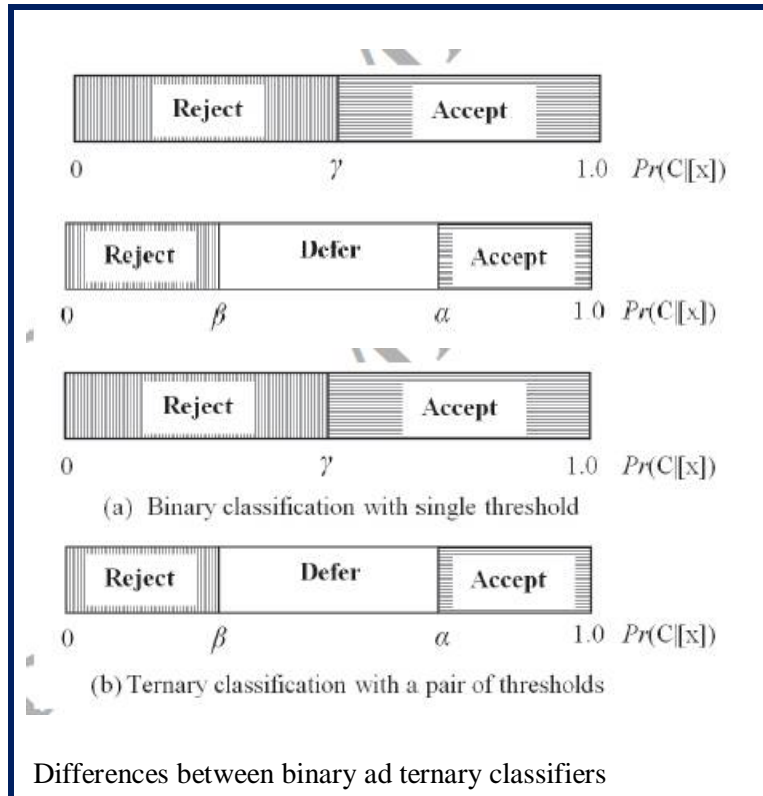 Reject Accept
0 γ 1.0 Pr(C|[x])
Reject Defer Accept
0 β α 1.0 Pr(C|[x])
Reject Accept
0 γ 1.0 Pr(C|[x])
(a) Binary classification with single threshold
Reject Defer Accept
0 β α 1.0 Pr(C|[x])
(b) Ternary classification with a pair of thresholds
Differences between binary ad ternary classifiers